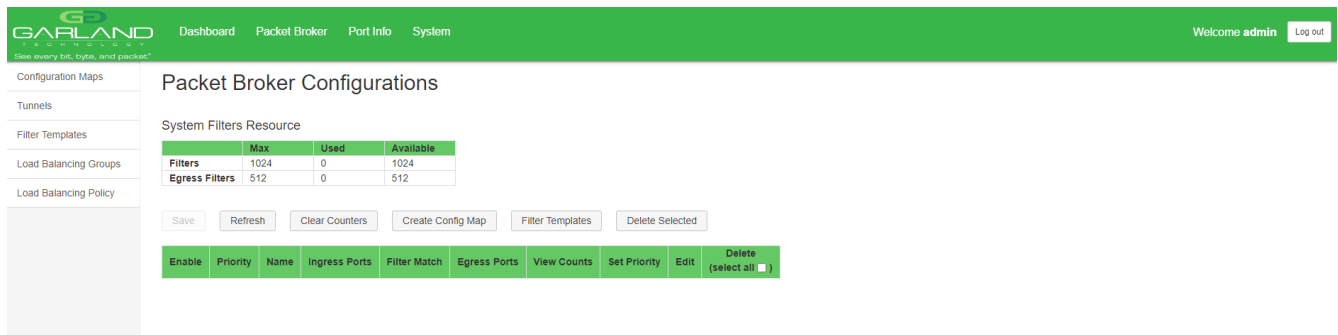 GARLAND
TECHNOLOGY
See every bit, byte, and packet®
Dashboard Packet Broker Port Info System
Welcome admin Log out
Configuration Maps
Tunnels
Filter Templates
Load Balancing Groups
Load Balancing Policy
Packet Broker Configurations
System Filters Resource
Max Used Available
Filters 1024 0 1024
Egress Filters 512 0 512
Save Refresh Clear Counters Create Config Map Filter Templates Delete Selected
Enable Priority Name Ingress Ports Filter Match Egress Ports View Counts Set Priority Edit Delete
(select all )